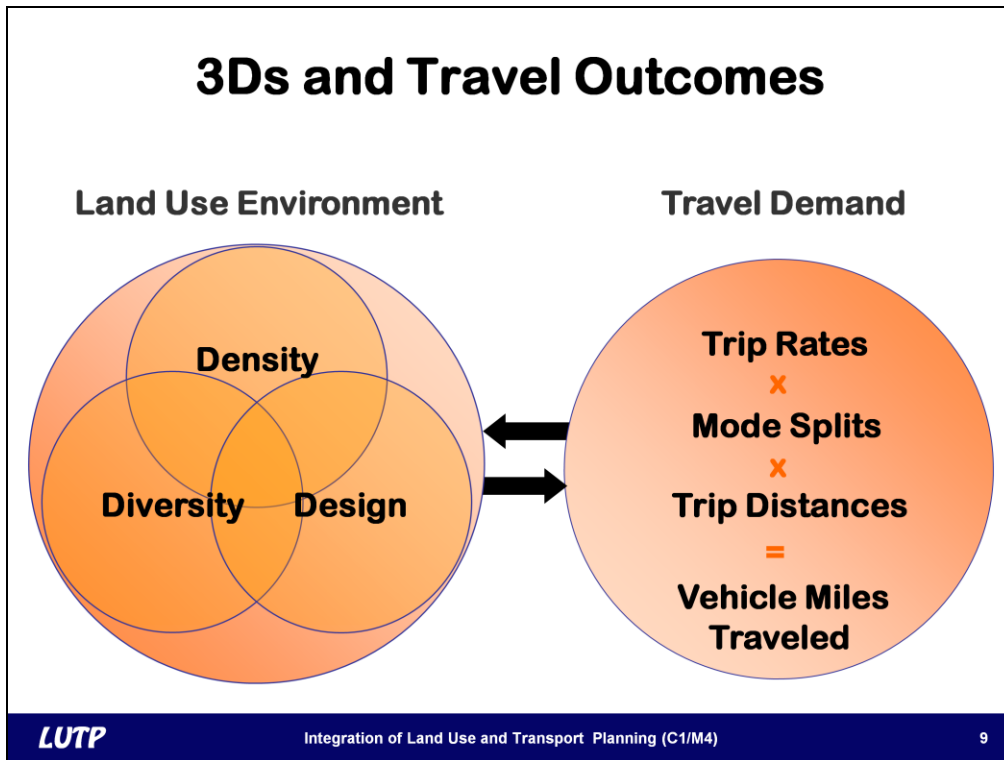 3Ds and Travel Outcomes
Land Use Environment
Travel Demand
Density
Diversity
Design
Trip Rates
x
Mode Splits
x
Trip Distances
=
Vehicle Miles
Traveled
LUTP
Integration of Land Use and Transport Planning (C1/M4)
9